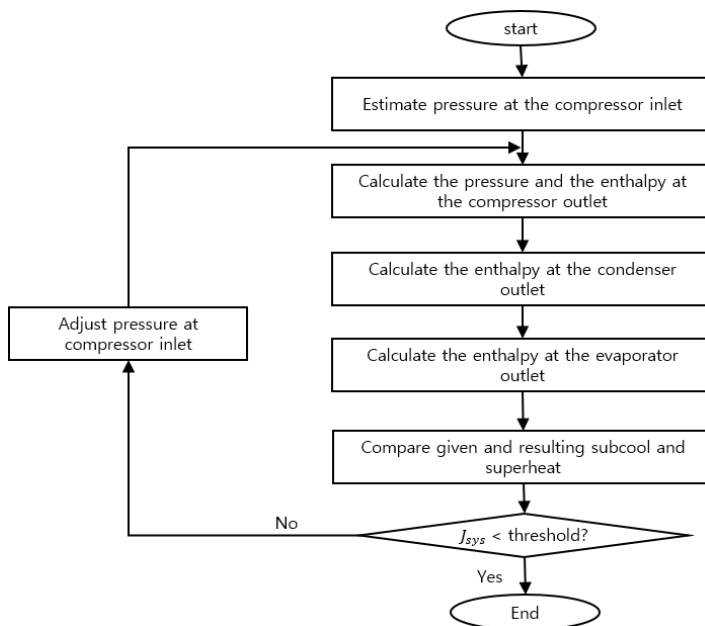 start
Estimate pressure at the compressor inlet
Calculate the pressure and the enthalpy at
the compressor outlet
Calculate the enthalpy at the condenser
outlet
Adjust pressure at
compressor inlet
Calculate the enthalpy at the evaporator
outlet
Compare given and resulting subcool and
superheat
No
J_sys < threshold?
Yes
End